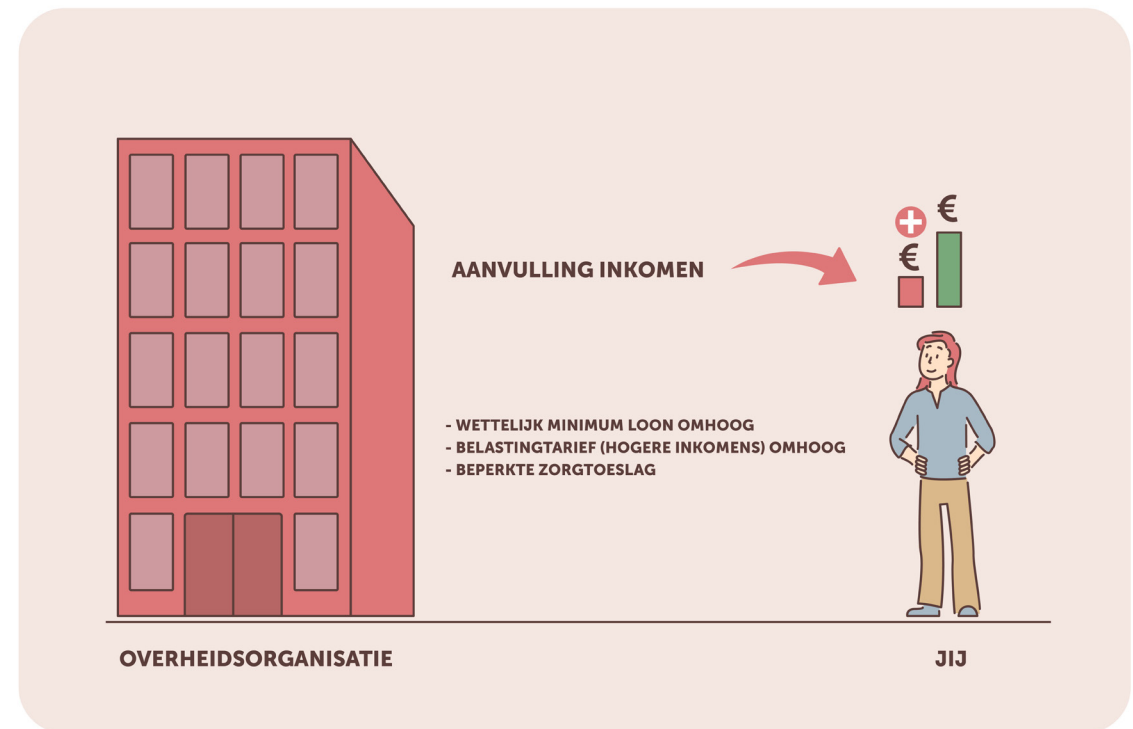 €
€
AANVULLING INKOMEN
- WETTELIJK MINIMUM LOON OMHOOG
- BELASTINGTARIEF (HOGERE INKOMENS) OMHOOG
- BEPERKTE ZORGTOESLAG
OVERHEIDSORGANISATIE
JIJ